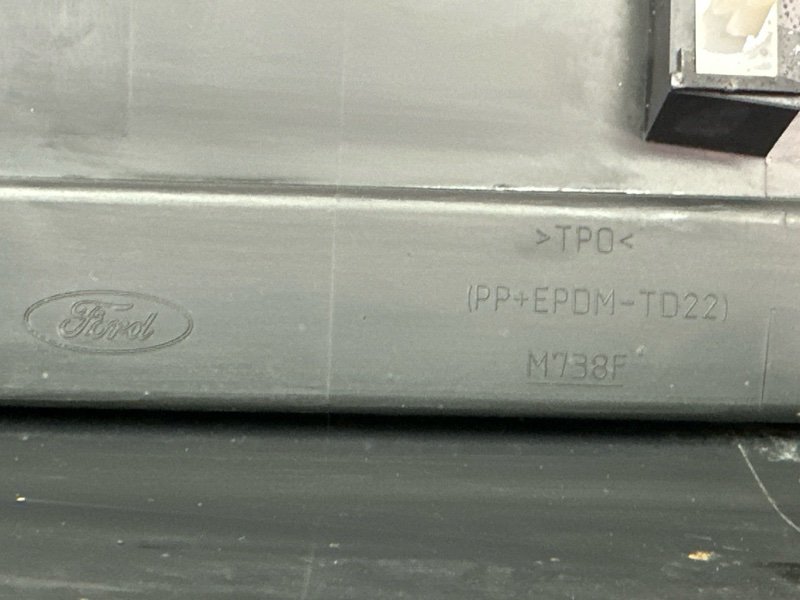 Ford
>TPO<
(PP+EPDM-TD22)
M738F